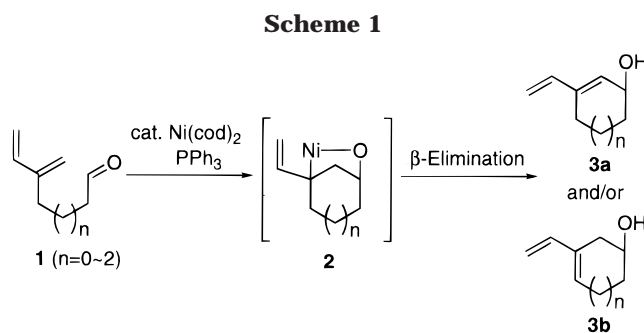 Scheme 1
cat. Ni(cod)2
PPh3
O
( )n
1 (n=0~2)
Ni—O
( )n
2
β-Elimination
OH
( )n
3a
and/or
OH
( )n
3b